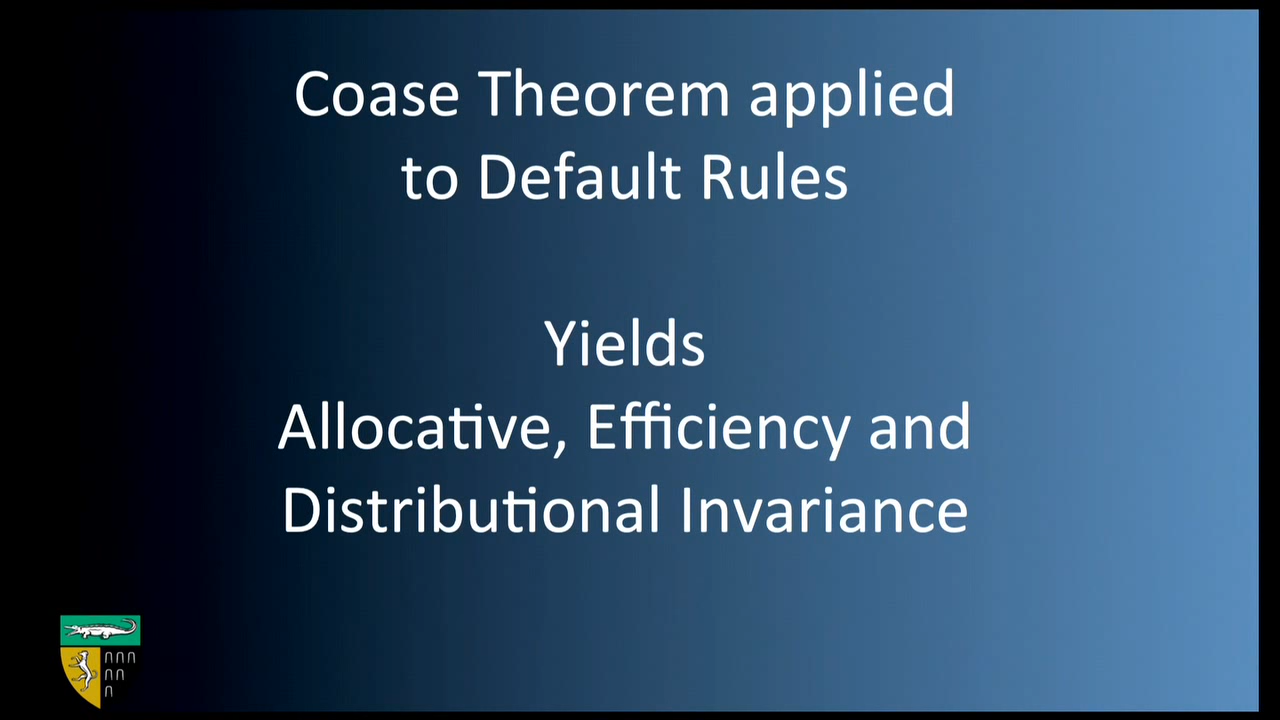 Coase Theorem applied
to Default Rules
Yields
Allocative, Efficiency and
Distributional Invariance